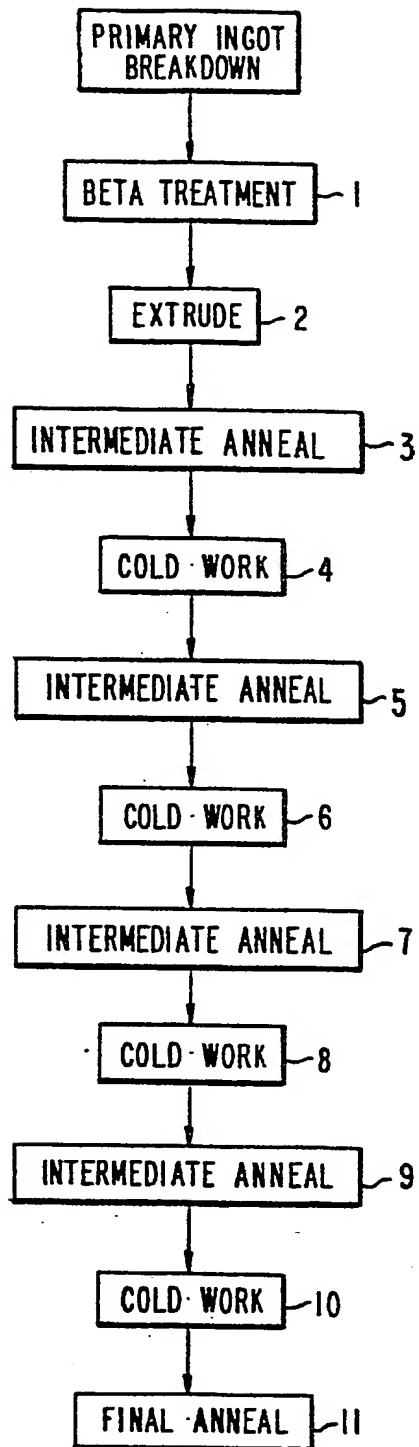 PRIMARY INGOT
BREAKDOWN
BETA TREATMENT 1
EXTRUDE 2
INTERMEDIATE ANNEAL 3
COLD WORK 4
INTERMEDIATE ANNEAL 5
COLD WORK 6
INTERMEDIATE ANNEAL 7
COLD WORK 8
INTERMEDIATE ANNEAL 9
COLD WORK 10
FINAL ANNEAL 11